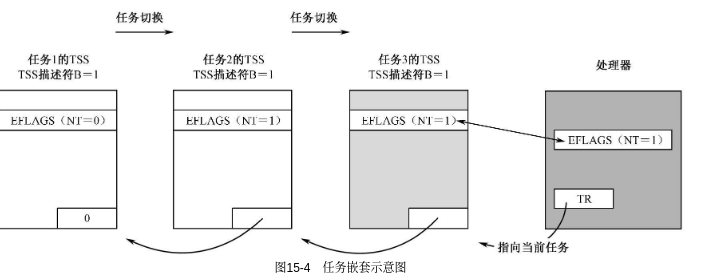 任务切换
任务切换
任务1的TSS
TSS描述符B=1
任务2的TSS
TSS描述符B=1
任务3的TSS
TSS描述符B=1
处理器
EFLAGS（NT=0）
EFLAGS（NT=1）
EFLAGS（NT=1）
EFLAGS（NT=1）
TR
0
指向当前任务
图15-4 任务嵌套示意图